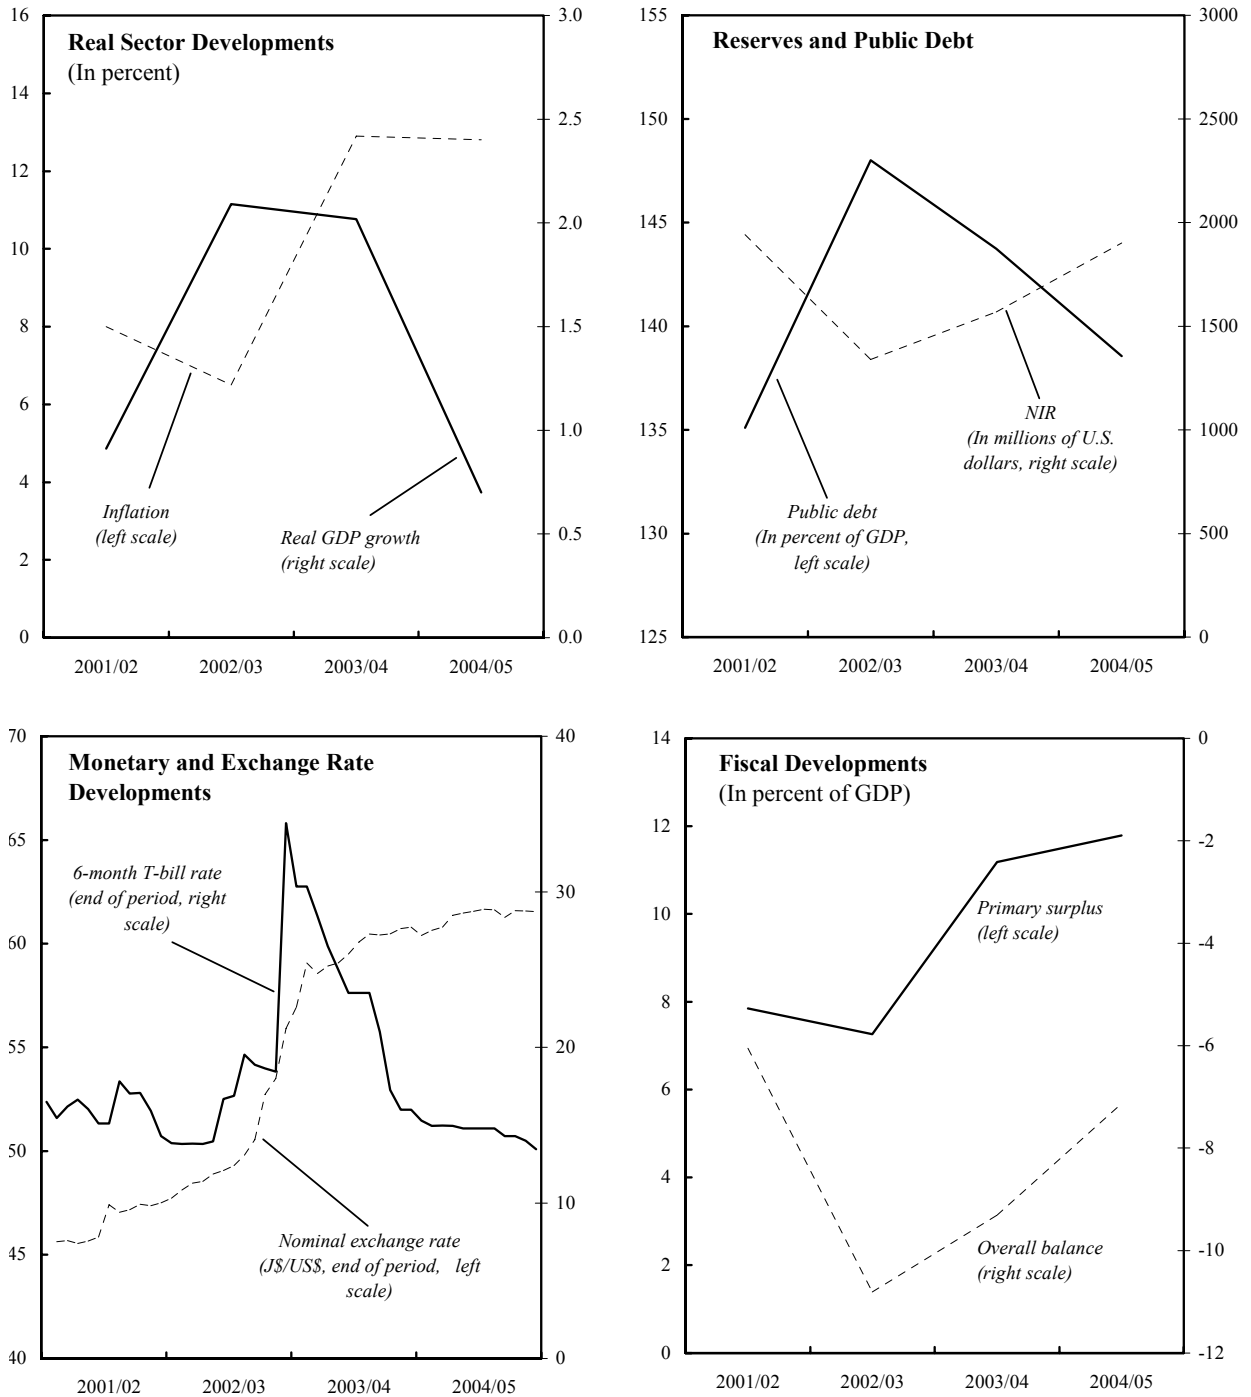 Real Sector Developments
(In percent)
16
14
12
10
8
6
4
2
0
3.0
2.5
2.0
1.5
1.0
0.5
0.0
Inflation
(left scale)
Real GDP growth
(right scale)
2001/02 2002/03 2003/04 2004/05
Reserves and Public Debt
155
150
145
140
135
130
125
3000
2500
2000
1500
1000
500
0
NIR
(In millions of U.S.
dollars, right scale)
Public debt
(In percent of GDP,
left scale)
2001/02 2002/03 2003/04 2004/05
Monetary and Exchange Rate
Developments
70
65
60
55
50
45
40
40
30
20
10
0
6-month T-bill rate
(end of period, right
scale)
Nominal exchange rate
(J$/US$, end of period, left
scale)
2001/02 2002/03 2003/04 2004/05
Fiscal Developments
(In percent of GDP)
14
12
10
8
6
4
2
0
0
-2
-4
-6
-8
-10
-12
Primary surplus
(left scale)
Overall balance
(right scale)
2001/02 2002/03 2003/04 2004/05